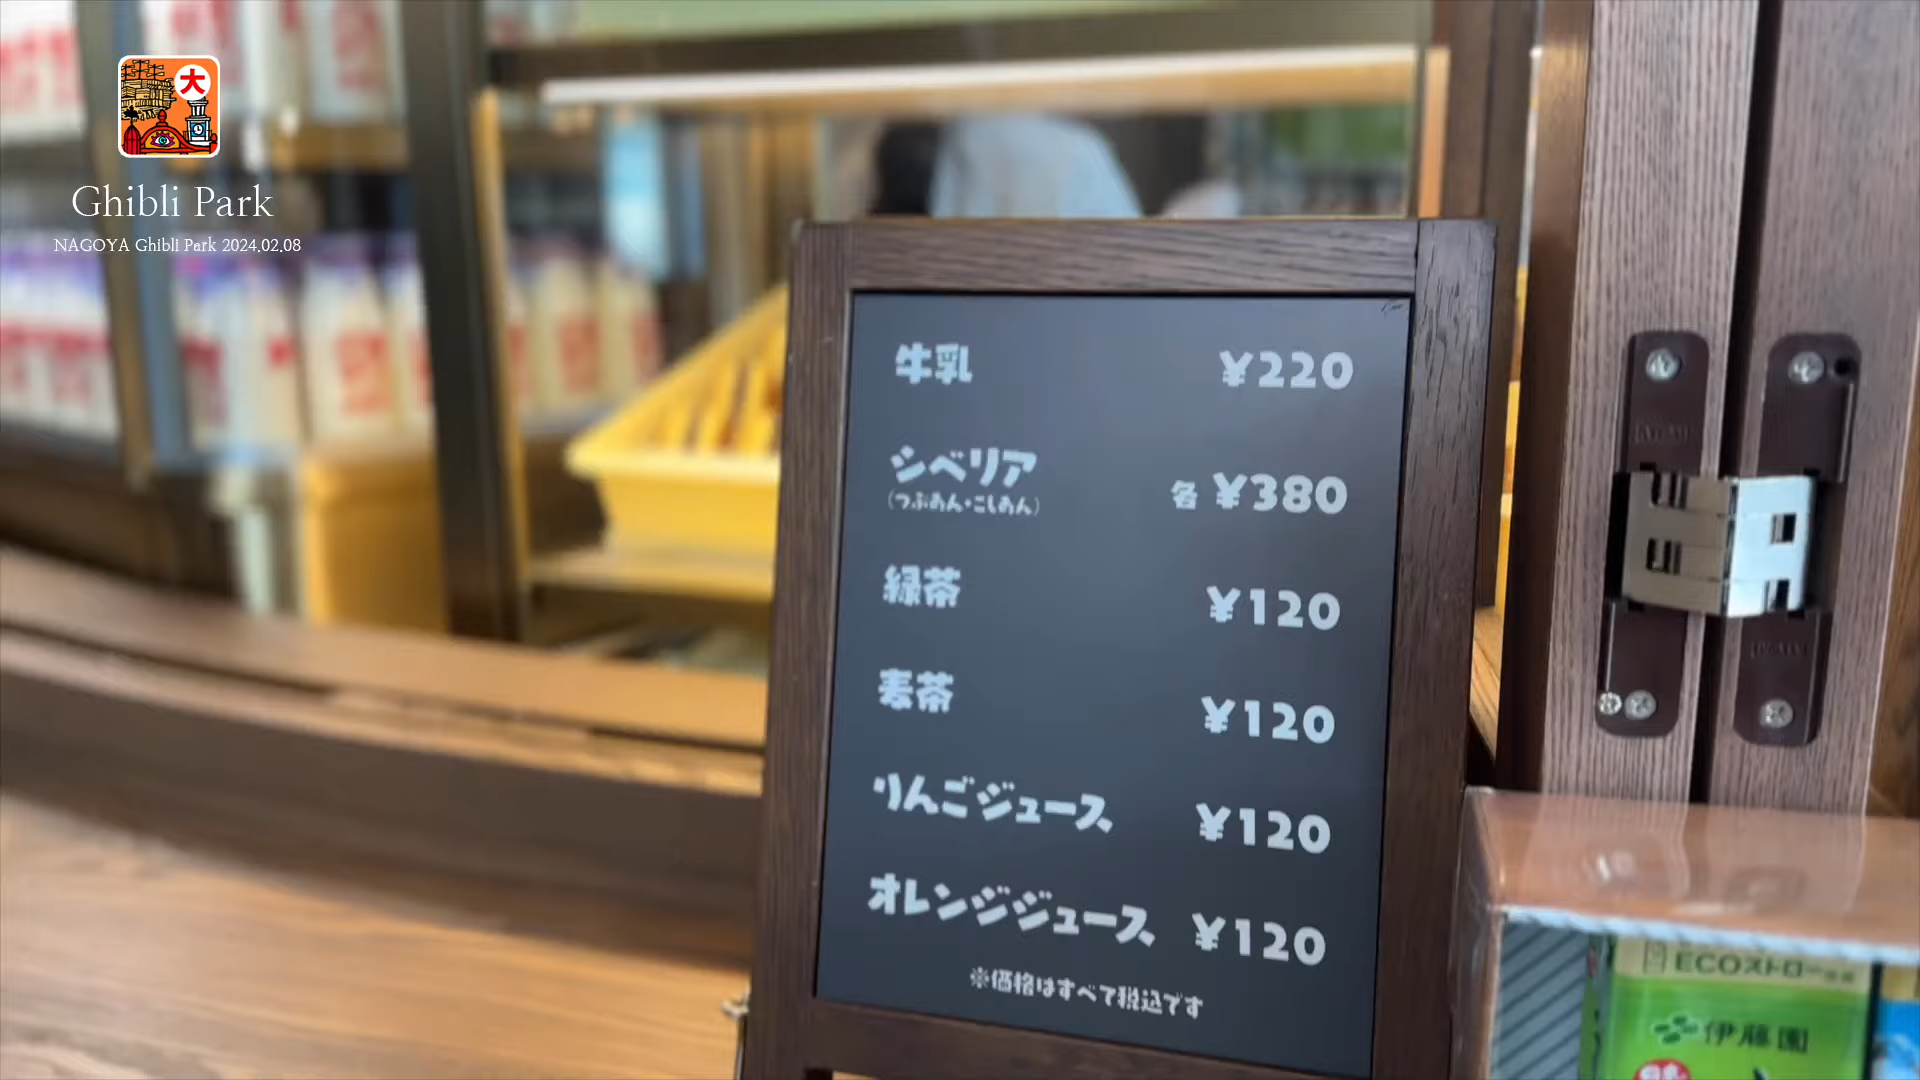 大
Ghibli Park
NAGOYA Ghibli Park 2024.02.08
牛乳 ¥220
シベリア 各 ¥380
(つぶあん・こしあん)
緑茶 ¥120
麦茶 ¥120
りんごジュース ¥120
オレンジジュース ¥120
※価格はすべて税込です
ECOストロー
伊藤園